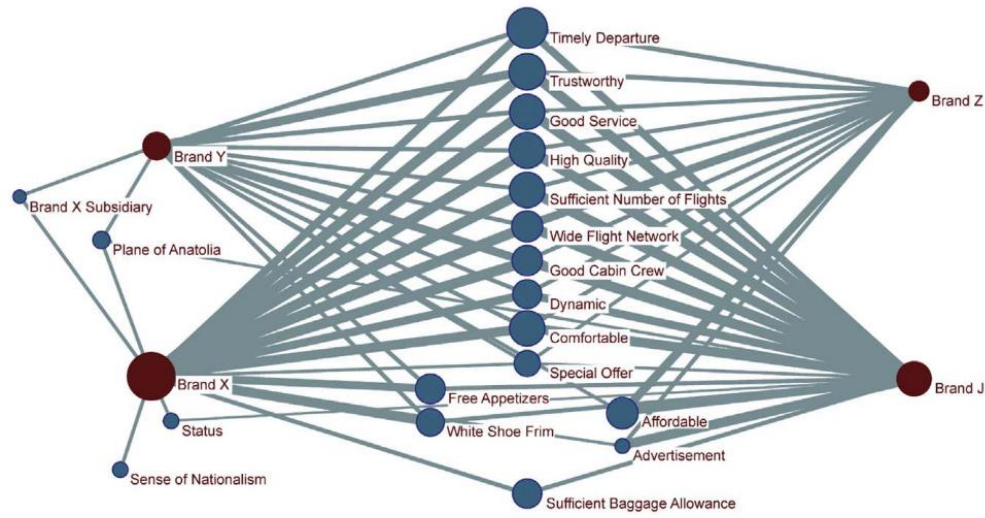 Timely Departure
Trustworthy
Brand Z
Good Service
Brand Y
High Quality
Sufficient Number of Flights
Brand X Subsidiary
Wide Flight Network
Plane of Anatolia
Good Cabin Crew
Dynamic
Comfortable
Special Offer
Brand X
Brand J
Free Appetizers
Affordable
Status
White Shoe Frim
Advertisement
Sense of Nationalism
Sufficient Baggage Allowance